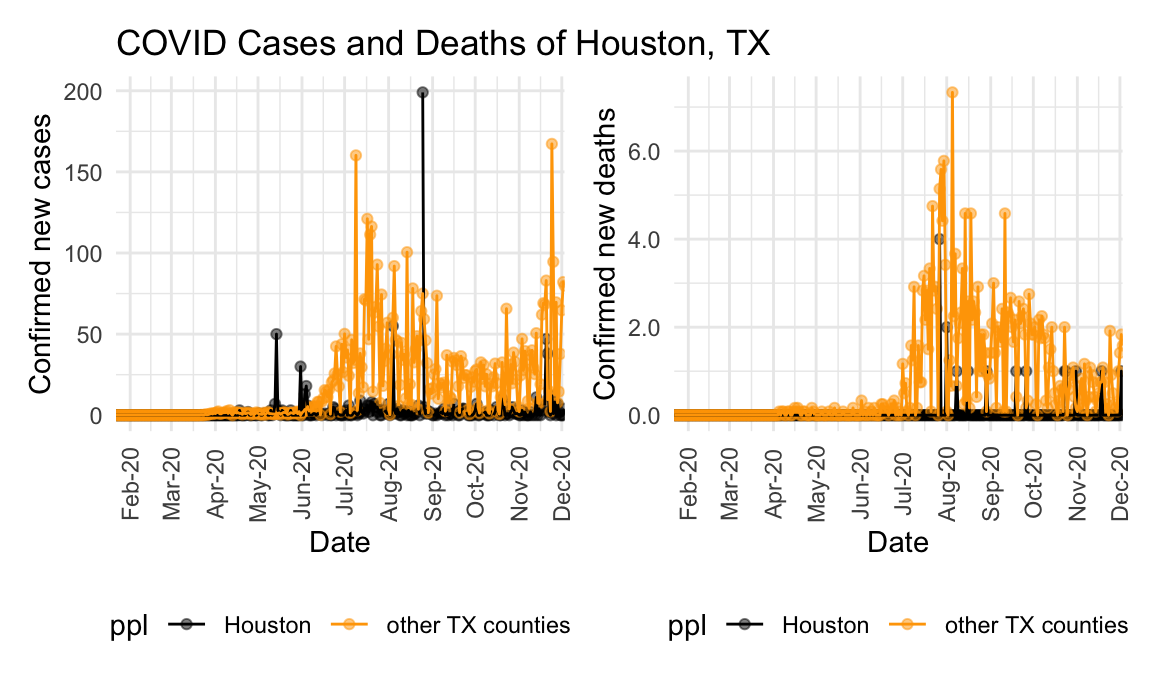 COVID Cases and Deaths of Houston, TX
Confirmed new cases
200
150
100
50
0
Feb-20
Mar-20
Apr-20
May-20
Jun-20
Jul-20
Aug-20
Sep-20
Oct-20
Nov-20
Dec-20
Date
ppl Houston other TX counties
Confirmed new deaths
6.0
4.0
2.0
0.0
Feb-20
Mar-20
Apr-20
May-20
Jun-20
Jul-20
Aug-20
Sep-20
Oct-20
Nov-20
Dec-20
Date
ppl Houston other TX counties